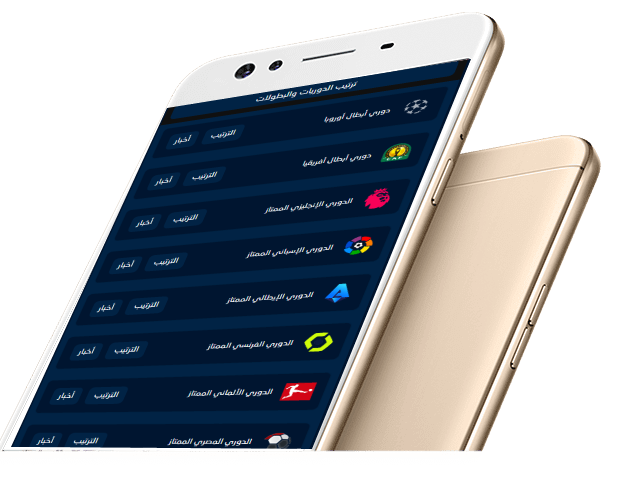 ترتيب الدوريات والبطولات
دوري أبطال أوروبا
الترتيب
أخبار
دوري أبطال أفريقيا
الترتيب
أخبار
الدوري الإنجليزي الممتاز
الترتيب
أخبار
الدوري الإسباني الممتاز
الترتيب
أخبار
الدوري الإيطالي الممتاز
الترتيب
أخبار
الدوري الفرنسي الممتاز
الترتيب
أخبار
الدوري الألماني الممتاز
الترتيب
أخبار
الدوري المصري الممتاز
الترتيب
أخبار